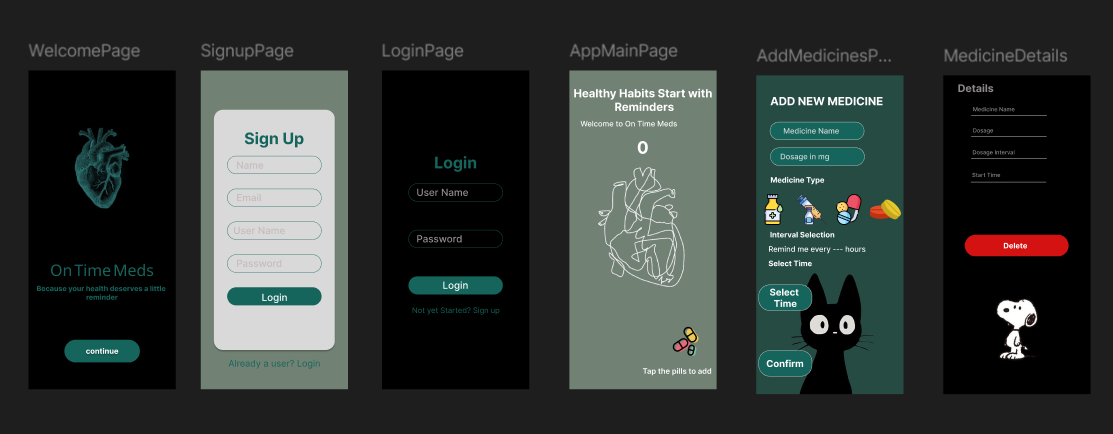 WelcomePage
On Time Meds
Because your health deserves a little
reminder
continue
SignupPage
Sign Up
Name
Email
User Name
Password
Login
Already a user? Login
LoginPage
Login
User Name
Password
Login
Not yet Started? Sign up
AppMainPage
Healthy Habits Start with
Reminders
Welcome to On Time Meds
0
Tap the pills to add
AddMedicinesP...
ADD NEW MEDICINE
Medicine Name
Dosage in mg
Medicine Type
Interval Selection
Remind me every --- hours
Select Time
Select
Time
Confirm
MedicineDetails
Details
Medicine Name
Dosage
Dosage Interval
Start Time
Delete